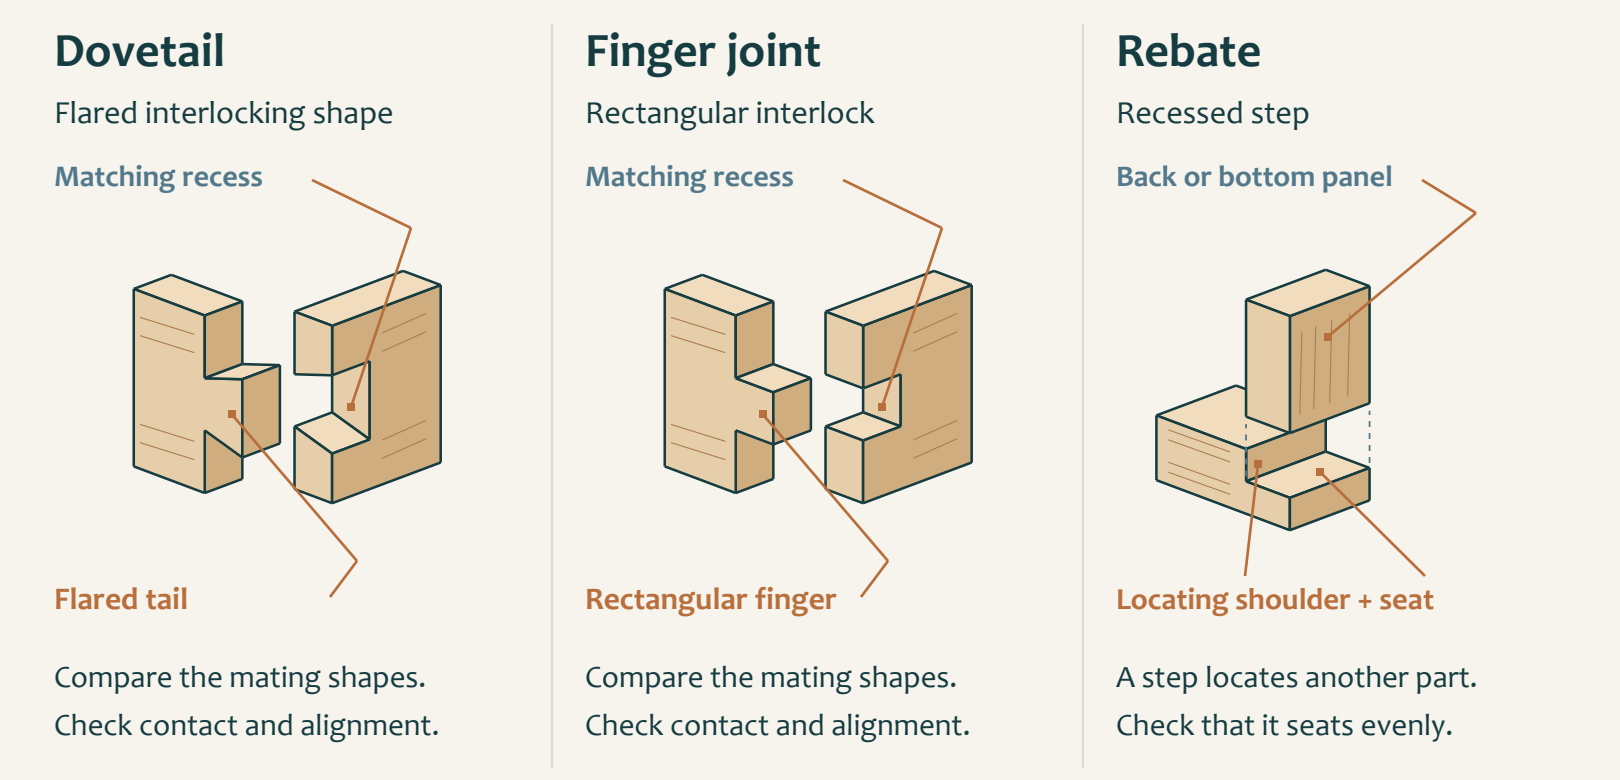 Dovetail
Flared interlocking shape
Matching recess
Flared tail
Compare the mating shapes.
Check contact and alignment.
Finger joint
Rectangular interlock
Matching recess
Rectangular finger
Compare the mating shapes.
Check contact and alignment.
Rebate
Recessed step
Back or bottom panel
Locating shoulder + seat
A step locates another part.
Check that it seats evenly.